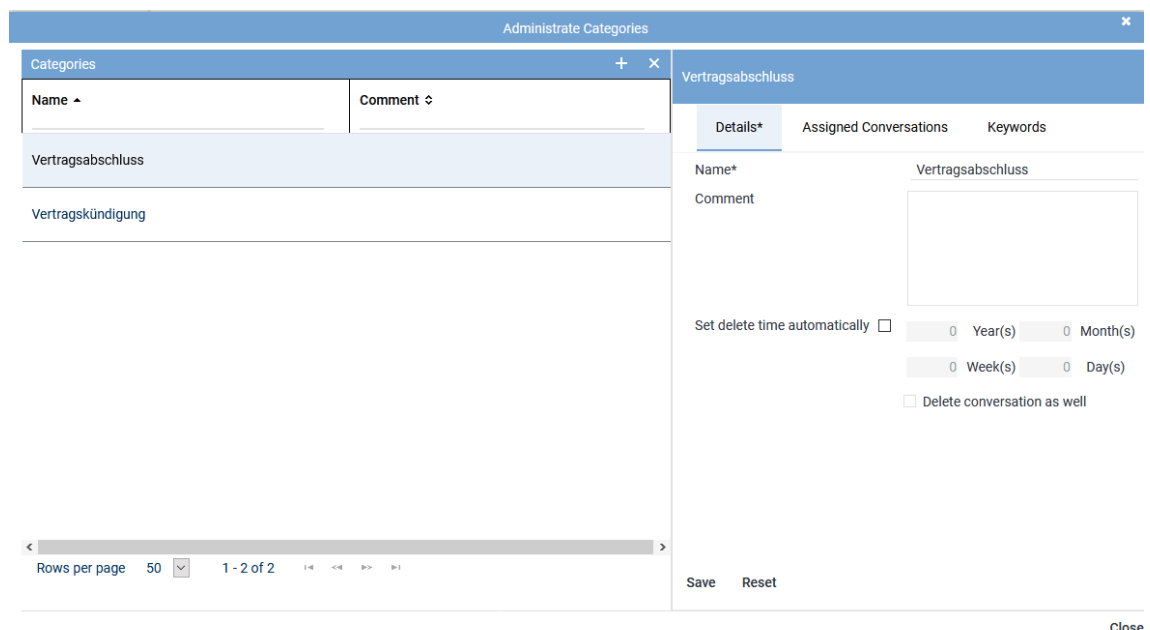 Administrate Categories
Categories
Name
Comment
Vertragsabschluss
Vertragskündigung
Rows per page 50 1 - 2 of 2
Vertragsabschluss
Details* Assigned Conversations Keywords
Name* Vertragsabschluss
Comment
Set delete time automatically 0 Year(s) 0 Month(s)
0 Week(s) 0 Day(s)
Delete conversation as well
Save Reset
Close